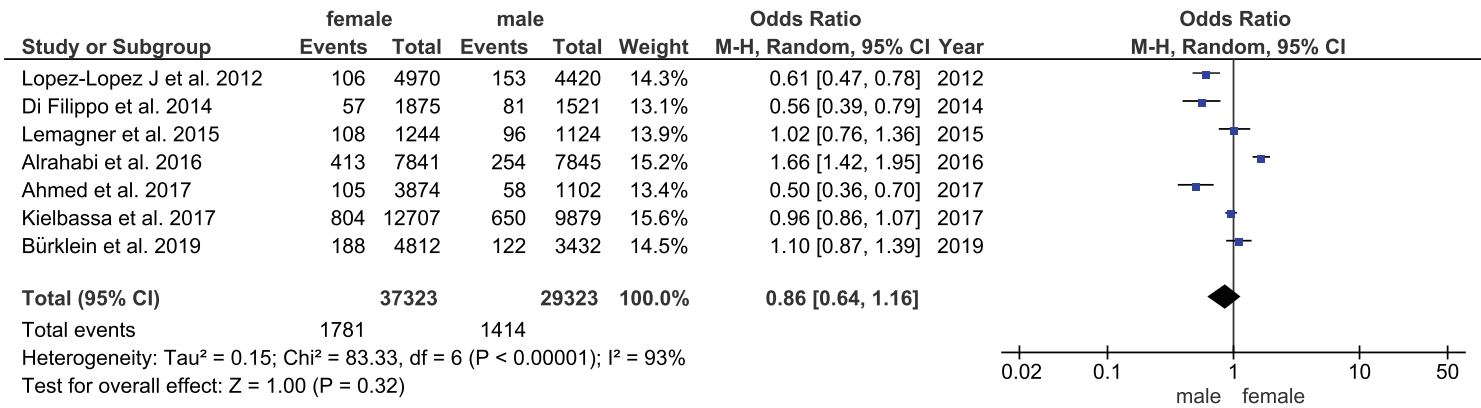 female male Odds Ratio Odds Ratio
Study or Subgroup Events Total Events Total Weight M-H, Random, 95% CI Year M-H, Random, 95% CI
Lopez-Lopez J et al. 2012 106 4970 153 4420 14.3% 0.61 [0.47, 0.78] 2012
Di Filippo et al. 2014 57 1875 81 1521 13.1% 0.56 [0.39, 0.79] 2014
Lemagner et al. 2015 108 1244 96 1124 13.9% 1.02 [0.76, 1.36] 2015
Alrahabi et al. 2016 413 7841 254 7845 15.2% 1.66 [1.42, 1.95] 2016
Ahmed et al. 2017 105 3874 58 1102 13.4% 0.50 [0.36, 0.70] 2017
Kielbassa et al. 2017 804 12707 650 9879 15.6% 0.96 [0.86, 1.07] 2017
Bürklein et al. 2019 188 4812 122 3432 14.5% 1.10 [0.87, 1.39] 2019
Total (95% CI) 37323 29323 100.0% 0.86 [0.64, 1.16]
Total events 1781 1414
Heterogeneity: Tau² = 0.15; Chi² = 83.33, df = 6 (P < 0.00001); I² = 93%
Test for overall effect: Z = 1.00 (P = 0.32)
0.02 0.1 1 10 50
male female